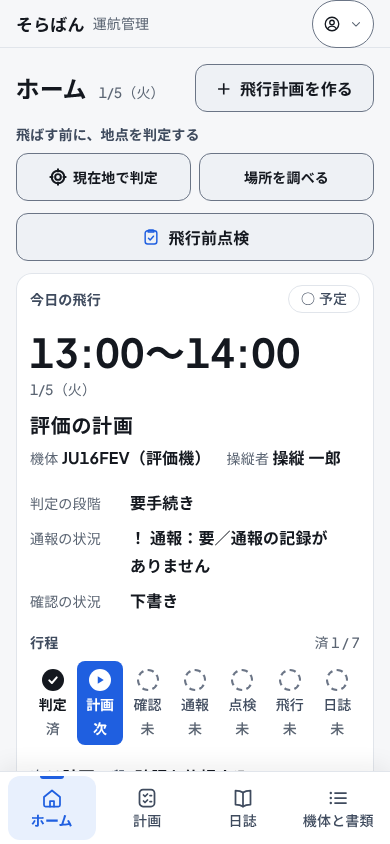 そらばん 運航管理
ホーム 1/5（火）
＋ 飛行計画を作る
飛ばす前に、地点を判定する
現在地で判定
場所を調べる
飛行前点検
今日の飛行
予定
13:00〜14:00
1/5（火）
評価の計画
機体 JU16FEV（評価機） 操縦者 操縦 一郎
判定の段階 要手続き
通報の状況 ！ 通報：要／通報の記録が
ありません
確認の状況 下書き
行程 済 1 / 7
判定 計画 確認 通報 点検 飛行 日誌
済 次 未 未 未 未 未
ホーム 計画 日誌 機体と書類